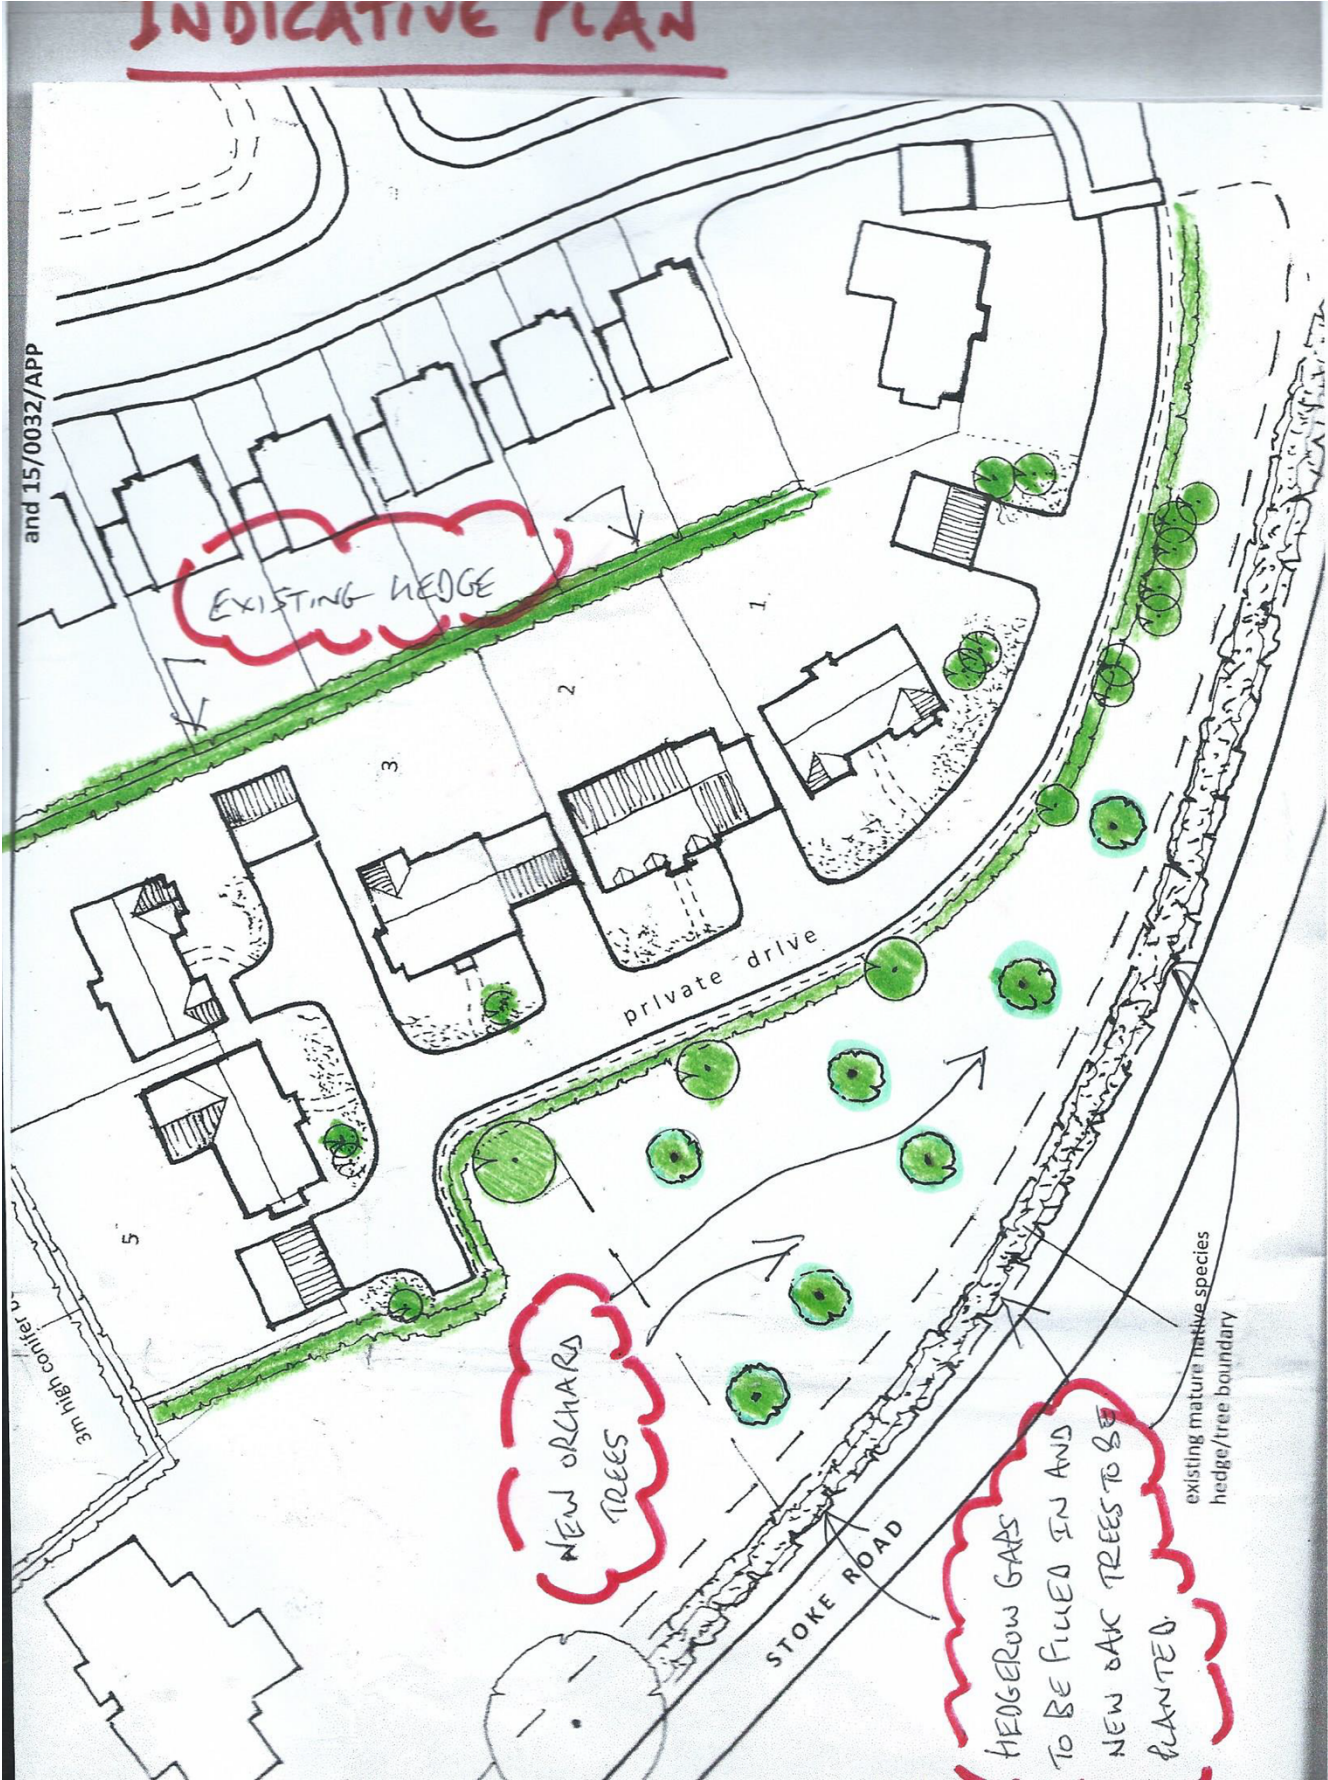 INDICATIVE PLAN
and 15/0032/APP
EXISTING HEDGE
1
2
3
5
private drive
3m high conifer
NEW ORCHARD
TREES
STOKE ROAD
existing mature native species
hedge/tree boundary
HEDGEROW GAPS
TO BE FILLED IN AND
NEW OAK TREES TO BE
PLANTED.